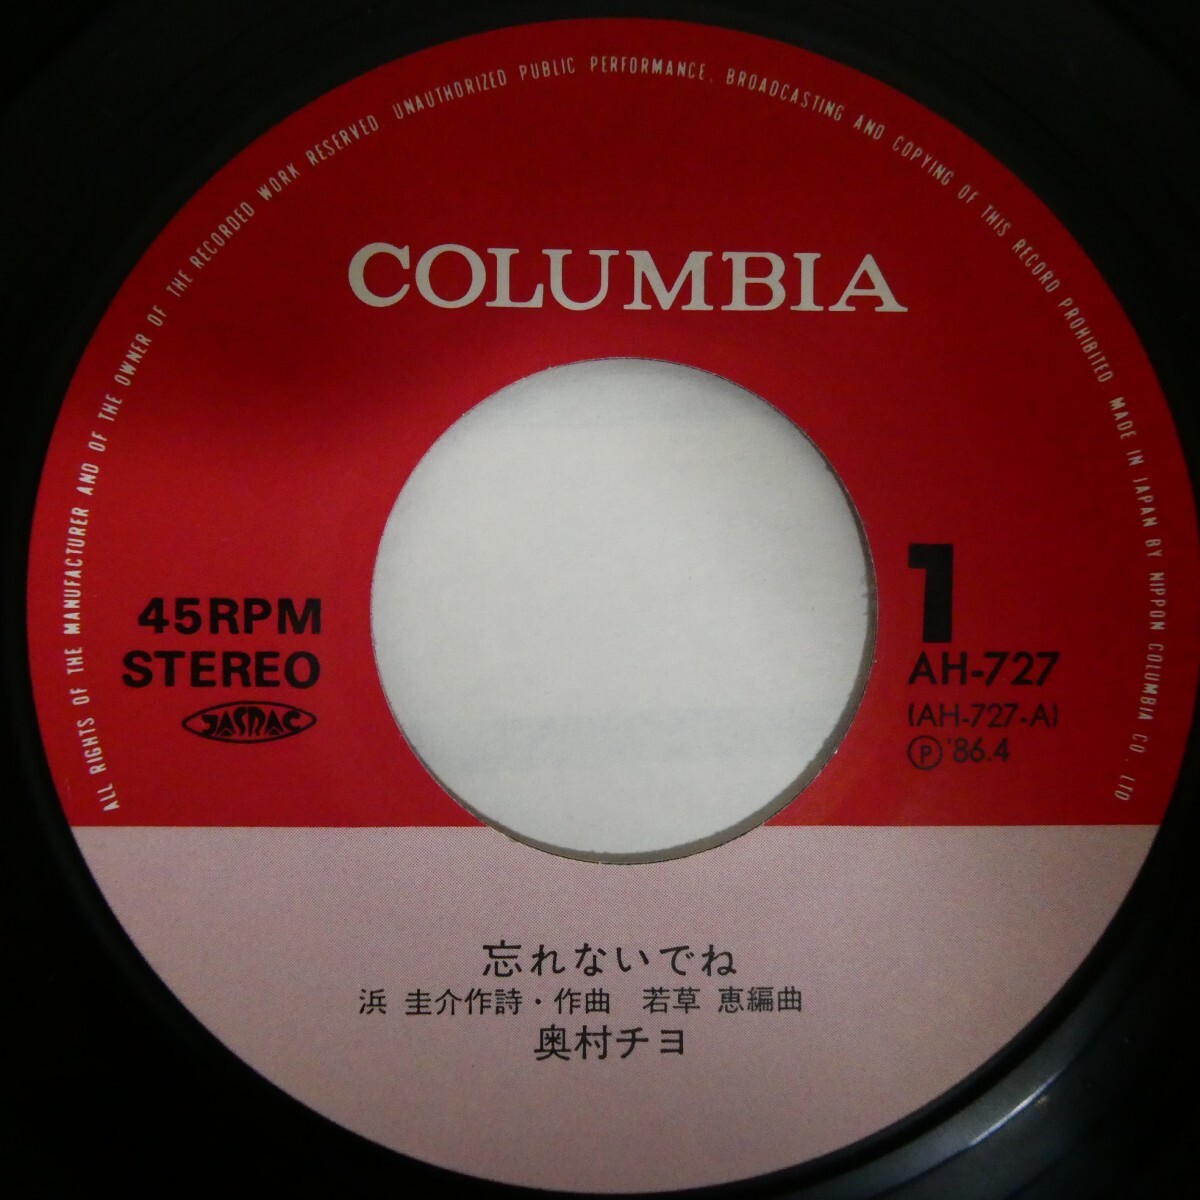 ALL RIGHTS OF THE MANUFACTURER AND OF THE OWNER OF THE RECORDED WORK RESERVED UNAUTHORIZED PUBLIC PERFORMANCE. BROADCASTING AND COPYING OF THIS RECORD PROHIBITED MADE IN JAPAN BY NIPPON COLUMBIA CO., LTD
COLUMBIA
45RPM
STEREO
JASRAC
1
AH-727
(AH-727-A)
Ⓟ'86.4
忘れないでね
浜 圭介作詩・作曲 若草 恵編曲
奥村チヨ